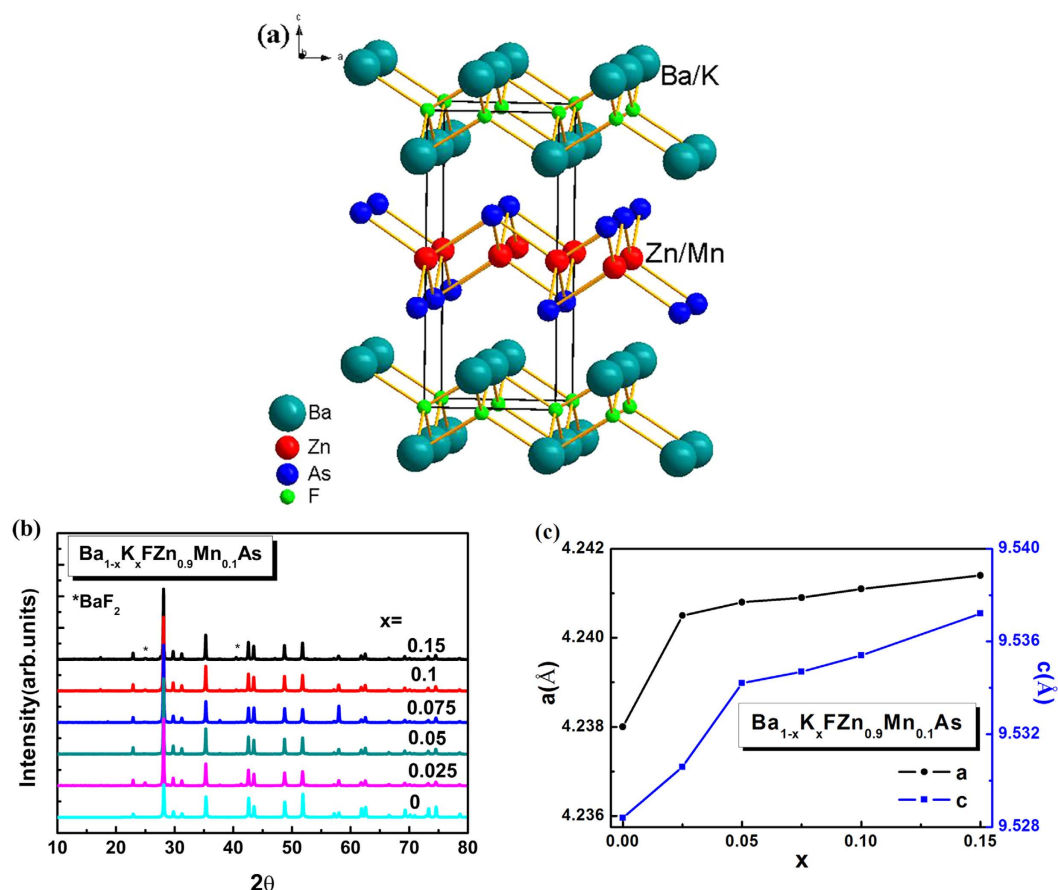 (a)
c
b
a
Ba/K
Zn/Mn
Ba
Zn
As
F
(b)
Ba₁₋ₓKₓFZn₀.₉Mn₀.₁As
*BaF₂
x=
*
*
0.15
0.1
0.075
0.05
0.025
0
Intensity(arb.units)
10 20 30 40 50 60 70 80
2θ
(c)
4.242
4.240
4.238
4.236
a(Å)
9.540
9.536
9.532
9.528
c(Å)
Ba₁₋ₓKₓFZn₀.₉Mn₀.₁As
a
c
0.00 0.05 0.10 0.15
x